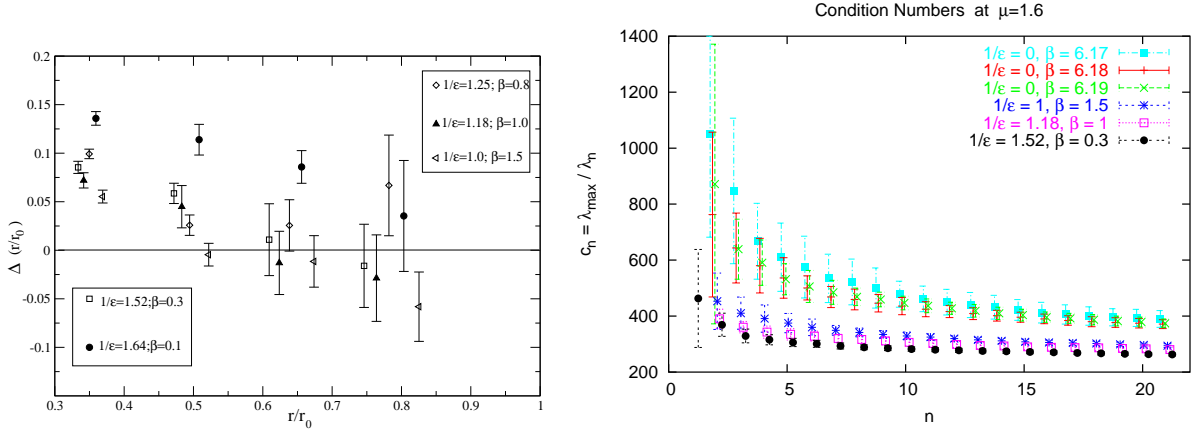 0.2
0.15
0.1
0.05
0
-0.05
-0.1
Δ (r/r₀)
0.3 0.4 0.5 0.6 0.7 0.8 0.9 1
r/r₀
1/ε=1.25; β=0.8
1/ε=1.18; β=1.0
1/ε=1.0; β=1.5
1/ε=1.52;β=0.3
1/ε=1.64;β=0.1
Condition Numbers at μ=1.6
1400
1200
1000
800
600
400
200
cₙ = λₘₐₓ / λₙ
0 5 10 15 20
n
1/ε = 0, β = 6.17
1/ε = 0, β = 6.18
1/ε = 0, β = 6.19
1/ε = 1, β = 1.5
1/ε = 1.18, β = 1
1/ε = 1.52, β = 0.3